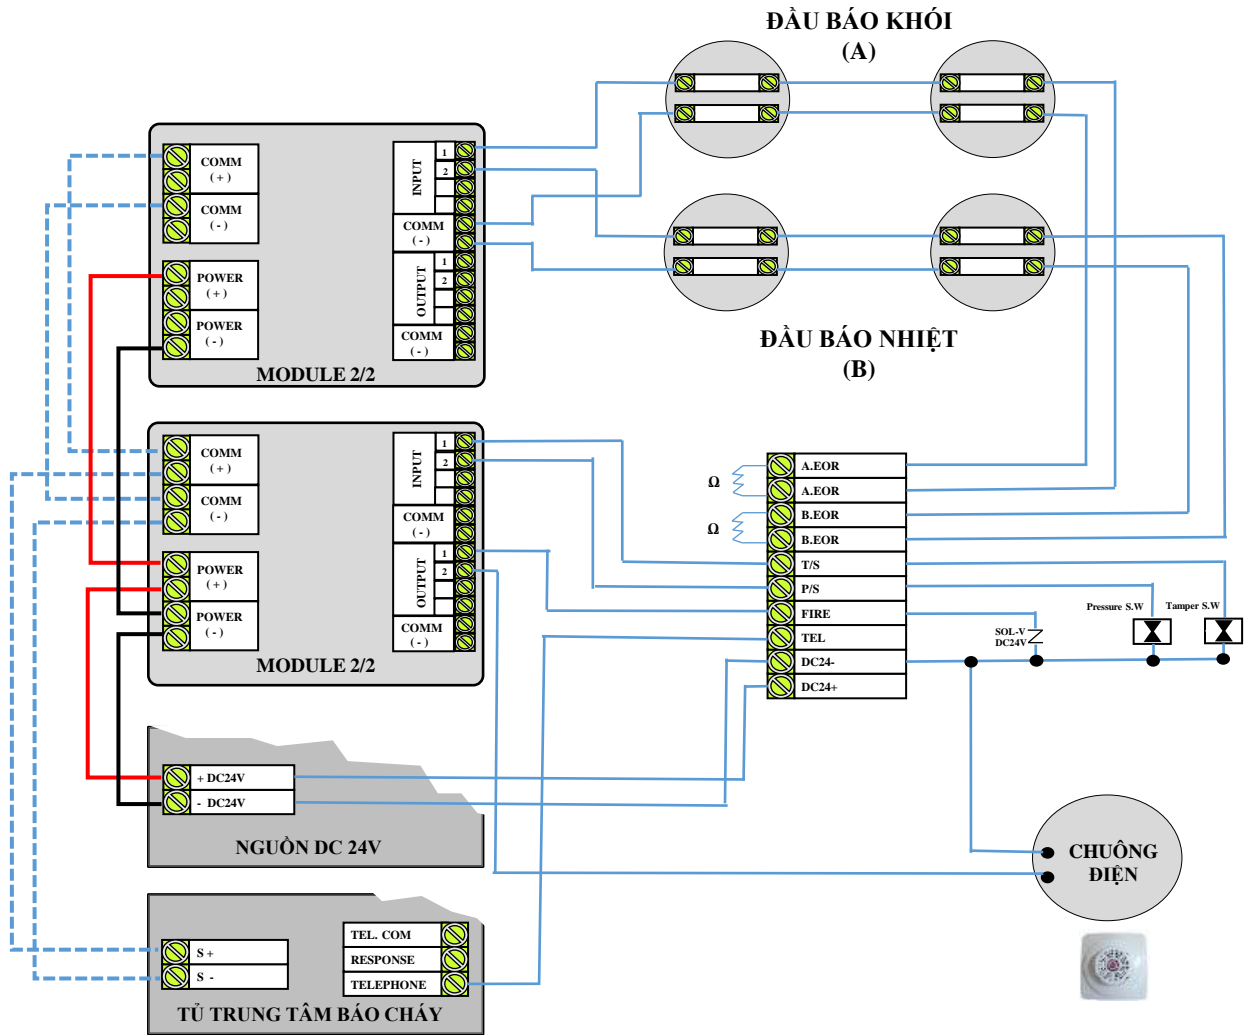 ĐẦU BÁO KHÓI
(A)
COMM
( + )
COMM
( - )
POWER
( + )
POWER
( - )
INPUT
1
2
COMM
( - )
OUTPUT
1
2
COMM
( - )
MODULE 2/2
ĐẦU BÁO NHIỆT
(B)
COMM
( + )
COMM
( - )
POWER
( + )
POWER
( - )
INPUT
1
2
COMM
( - )
OUTPUT
1
2
COMM
( - )
MODULE 2/2
Ω
Ω
A.EOR
A.EOR
B.EOR
B.EOR
T/S
P/S
FIRE
TEL
DC24-
DC24+
SOL-V
DC24V
Pressure S.W
Tamper S.W
+ DC24V
- DC24V
NGUỒN DC 24V
CHUÔNG
ĐIỆN
S +
S -
TEL. COM
RESPONSE
TELEPHONE
TỦ TRUNG TÂM BÁO CHÁY